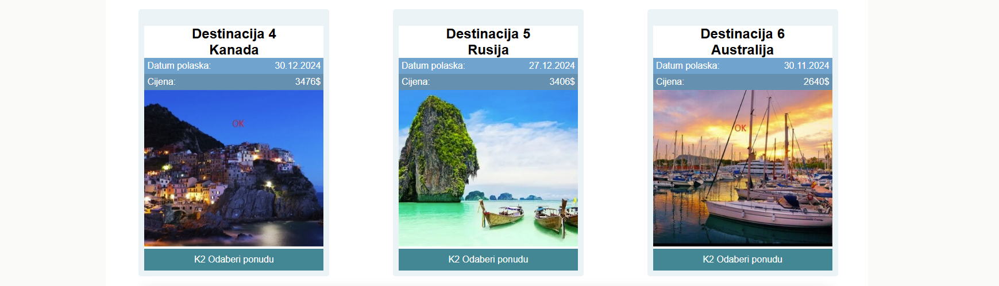 Destinacija 4
Kanada
Datum polaska: 30.12.2024
Cijena: 3476$
OK
K2 Odaberi ponudu
Destinacija 5
Rusija
Datum polaska: 27.12.2024
Cijena: 3406$
K2 Odaberi ponudu
Destinacija 6
Australija
Datum polaska: 30.11.2024
Cijena: 2640$
OK
K2 Odaberi ponudu